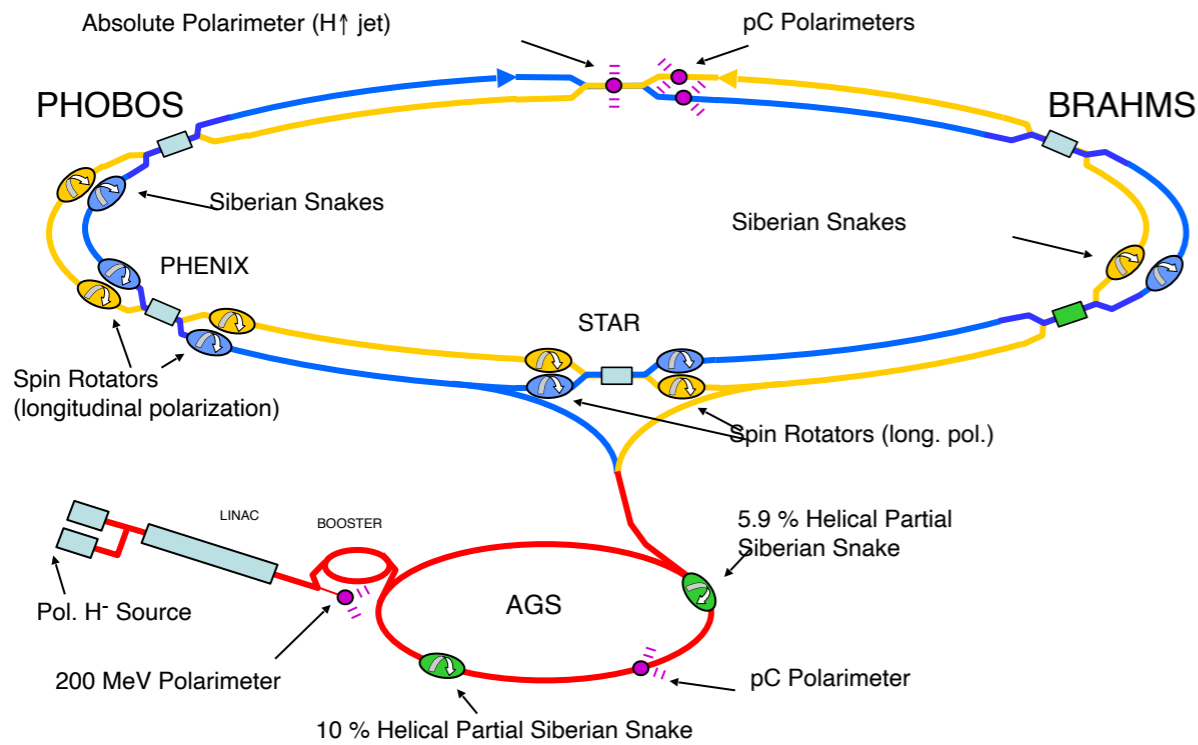 Absolute Polarimeter (H↑ jet)
pC Polarimeters
PHOBOS
BRAHMS
Siberian Snakes
Siberian Snakes
PHENIX
STAR
Spin Rotators
(longitudinal polarization)
Spin Rotators (long. pol.)
LINAC
BOOSTER
5.9 % Helical Partial
Siberian Snake
AGS
Pol. H⁻ Source
200 MeV Polarimeter
pC Polarimeter
10 % Helical Partial Siberian Snake